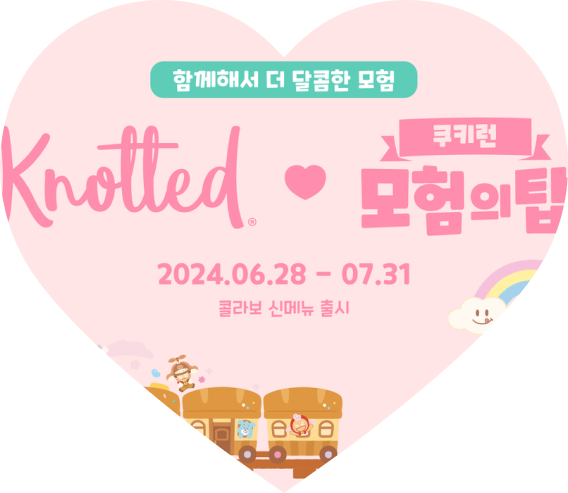 함께해서 더 달콤한 모험
Knotted®
쿠키런
모험의탑
2024.06.28 - 07.31
콜라보 신메뉴 출시